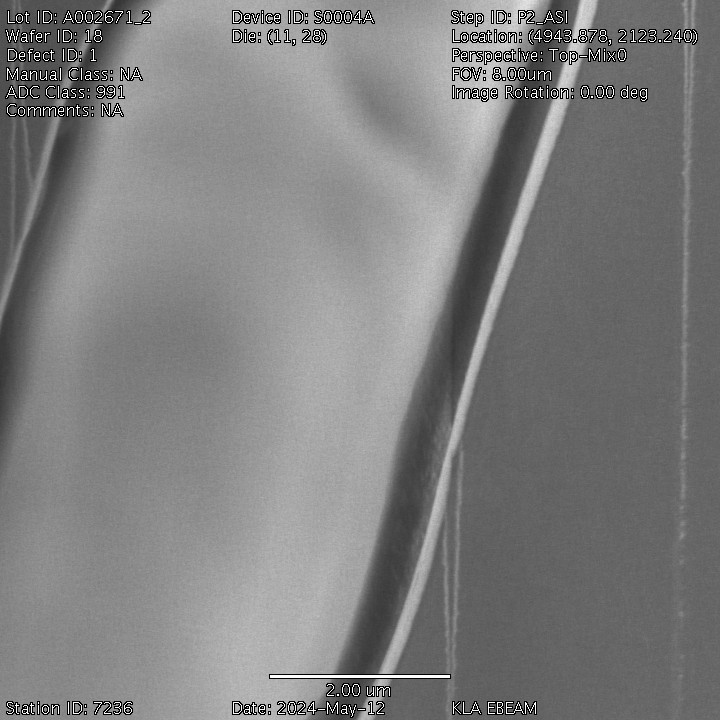 Lot ID: A002671_2 Device ID: S0004A Step ID: P2_ASI
Wafer ID: 18 Die: (11, 28) Location: (4943.878, 2123.240)
Defect ID: 1 Perspective: Top-Mix0
Manual Class: NA FOV: 8.00um
ADC Class: 991 Image Rotation: 0.00 deg
Comments: NA
2.00 um
Station ID: 7236 Date: 2024-May-12 KLA EBEAM